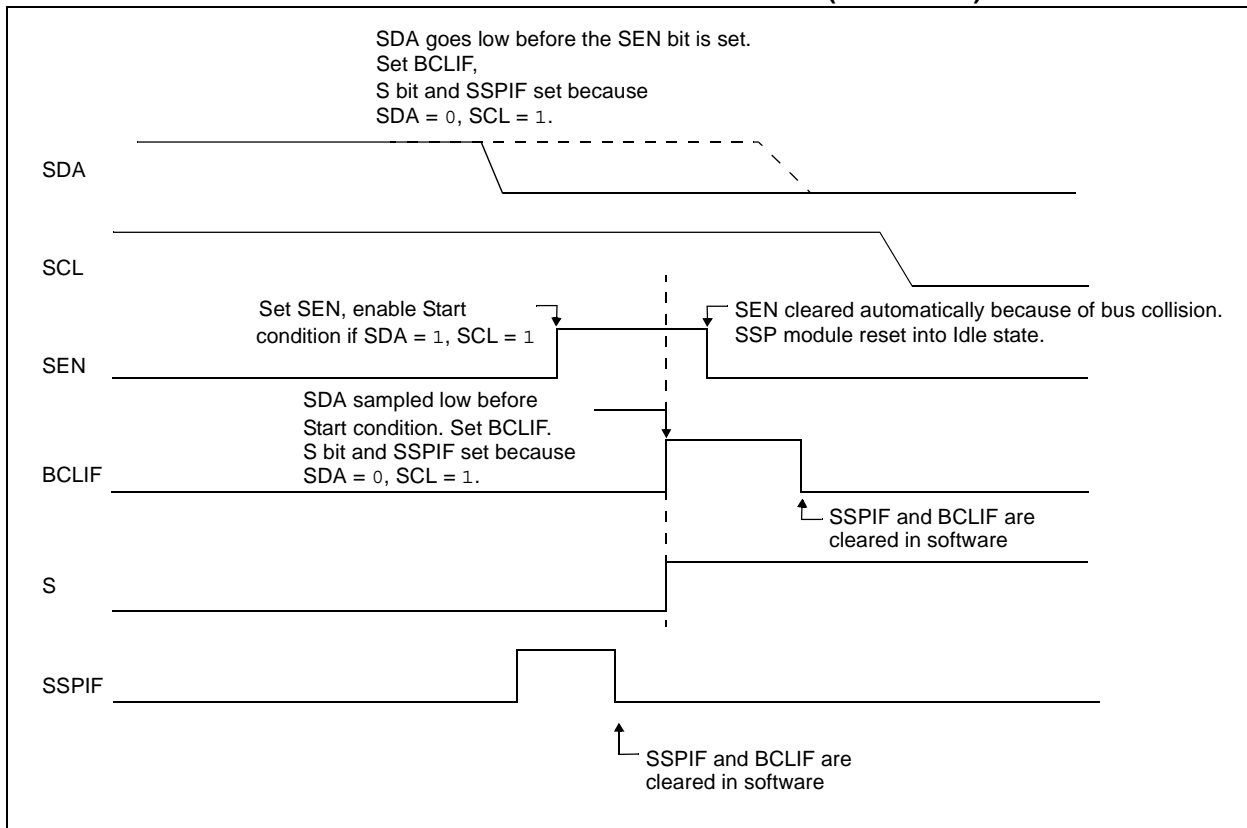 SDA goes low before the SEN bit is set.
Set BCLIF,
S bit and SSPIF set because
SDA = 0, SCL = 1.
SDA
SCL
Set SEN, enable Start
condition if SDA = 1, SCL = 1
SEN cleared automatically because of bus collision.
SSP module reset into Idle state.
SEN
SDA sampled low before
Start condition. Set BCLIF.
S bit and SSPIF set because
SDA = 0, SCL = 1.
BCLIF
SSPIF and BCLIF are
cleared in software
S
SSPIF
SSPIF and BCLIF are
cleared in software